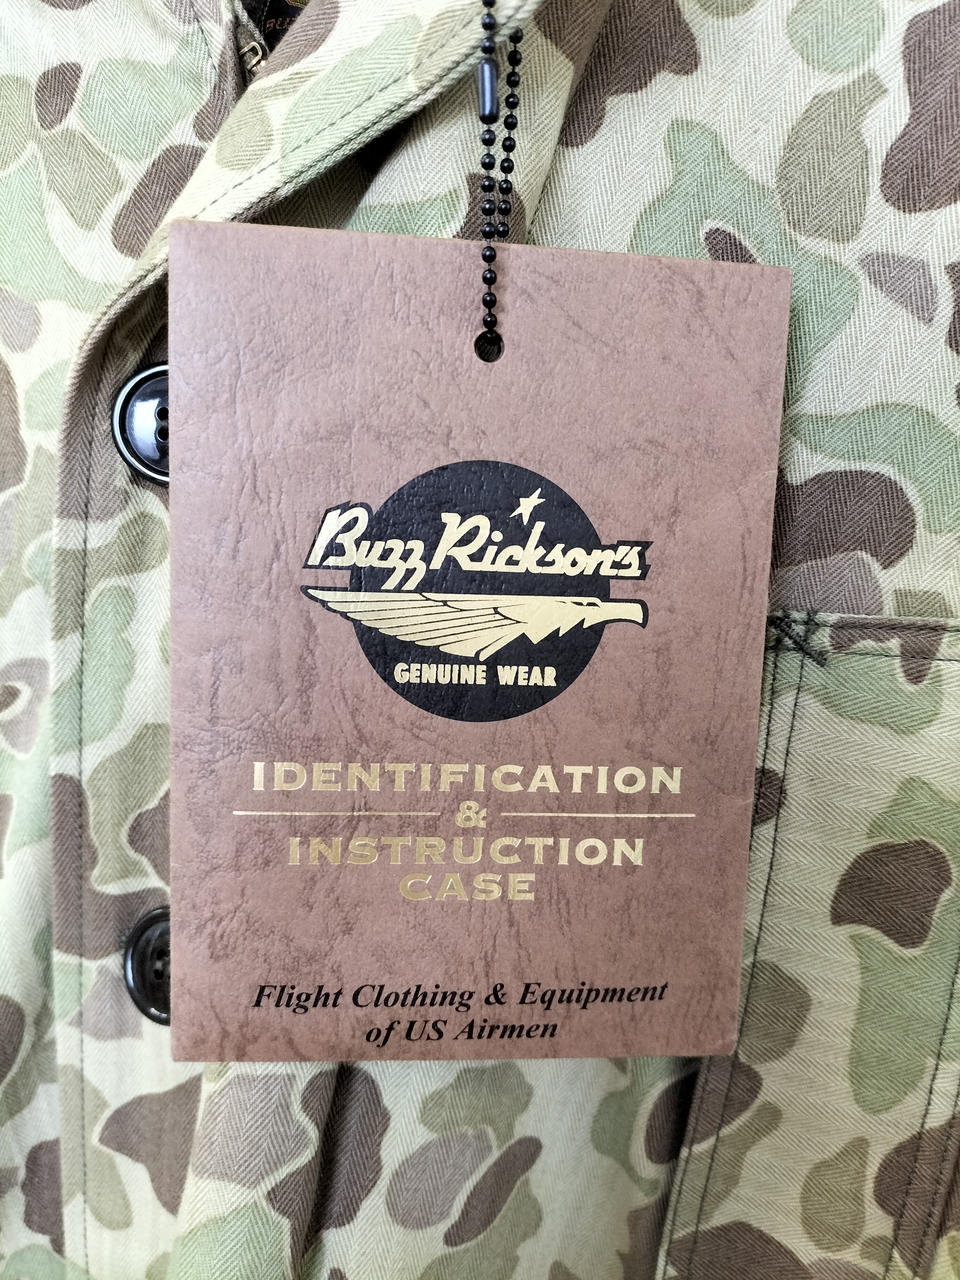 Buzz Rickson's
GENUINE WEAR
IDENTIFICATION
&
INSTRUCTION
CASE
Flight Clothing & Equipment
of US Airmen